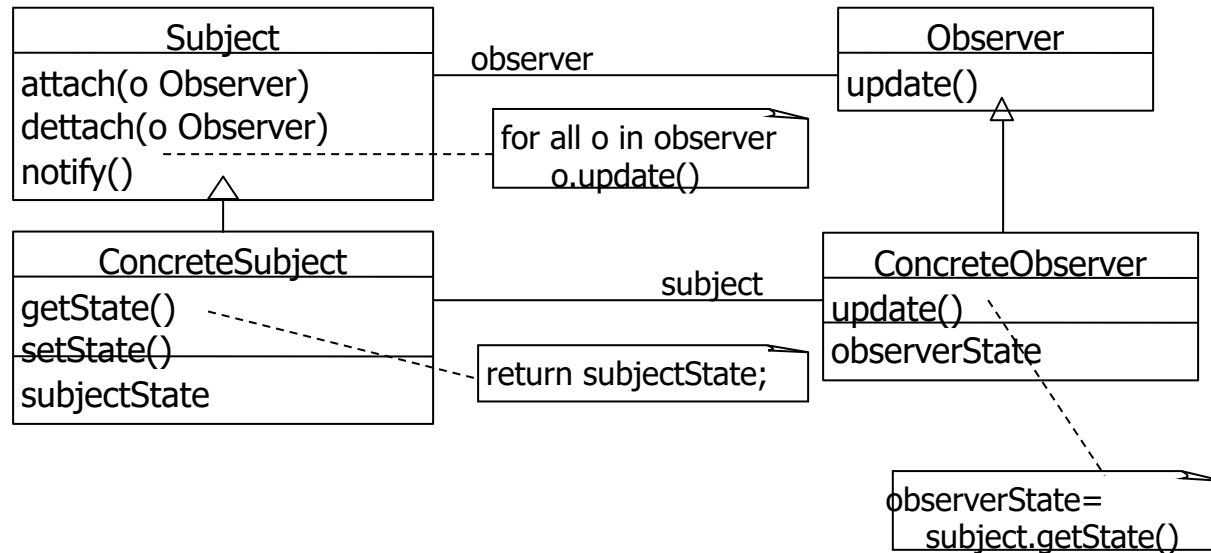 Subject
attach(o Observer)
dettach(o Observer)
notify()
observer
Observer
update()
for all o in observer
o.update()
ConcreteSubject
getState()
setState()
subjectState
subject
ConcreteObserver
update()
observerState
return subjectState;
observerState=
subject.getState()